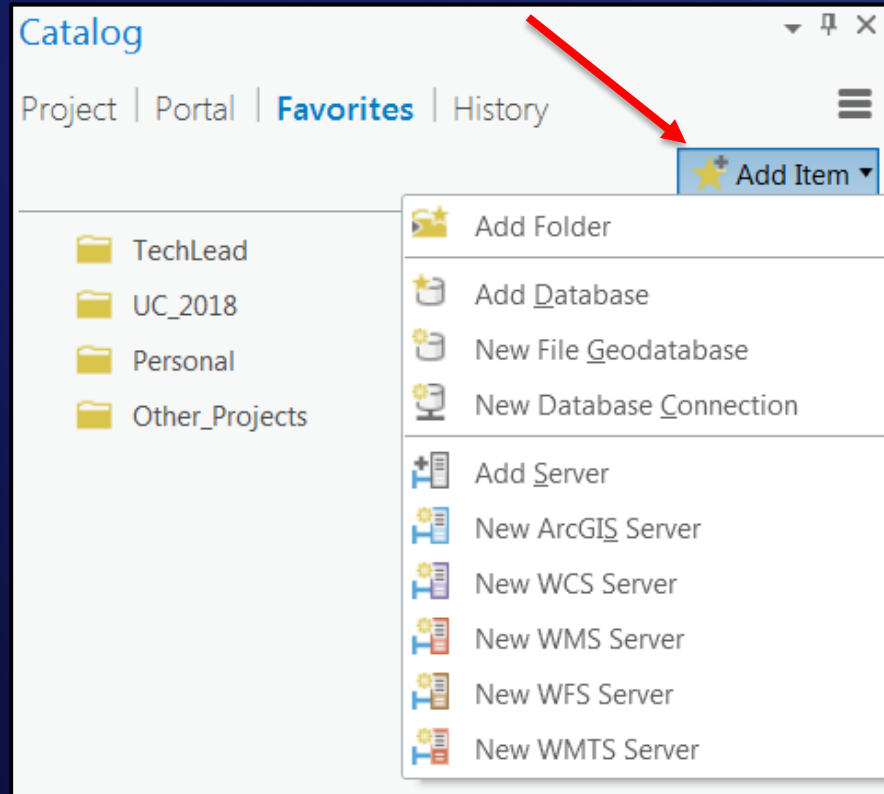 Catalog
Project | Portal | Favorites | History
Add Item
TechLead
UC_2018
Personal
Other_Projects
Add Folder
Add Database
New File Geodatabase
New Database Connection
Add Server
New ArcGIS Server
New WCS Server
New WMS Server
New WFS Server
New WMTS Server